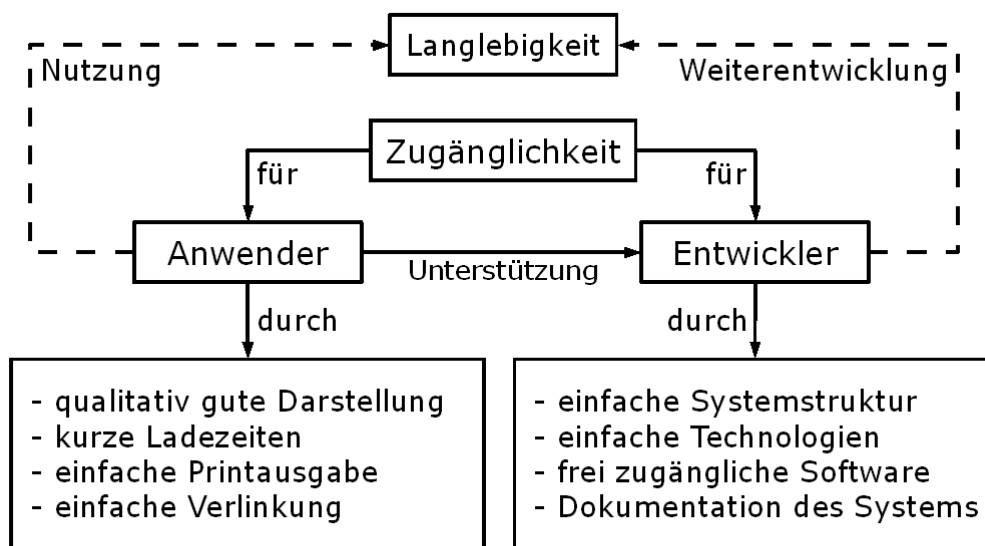 Langlebigkeit
Nutzung
Weiterentwicklung
Zugänglichkeit
für
für
Anwender
Unterstützung
Entwickler
durch
durch
- qualitativ gute Darstellung
- kurze Ladezeiten
- einfache Printausgabe
- einfache Verlinkung
- einfache Systemstruktur
- einfache Technologien
- frei zugängliche Software
- Dokumentation des Systems